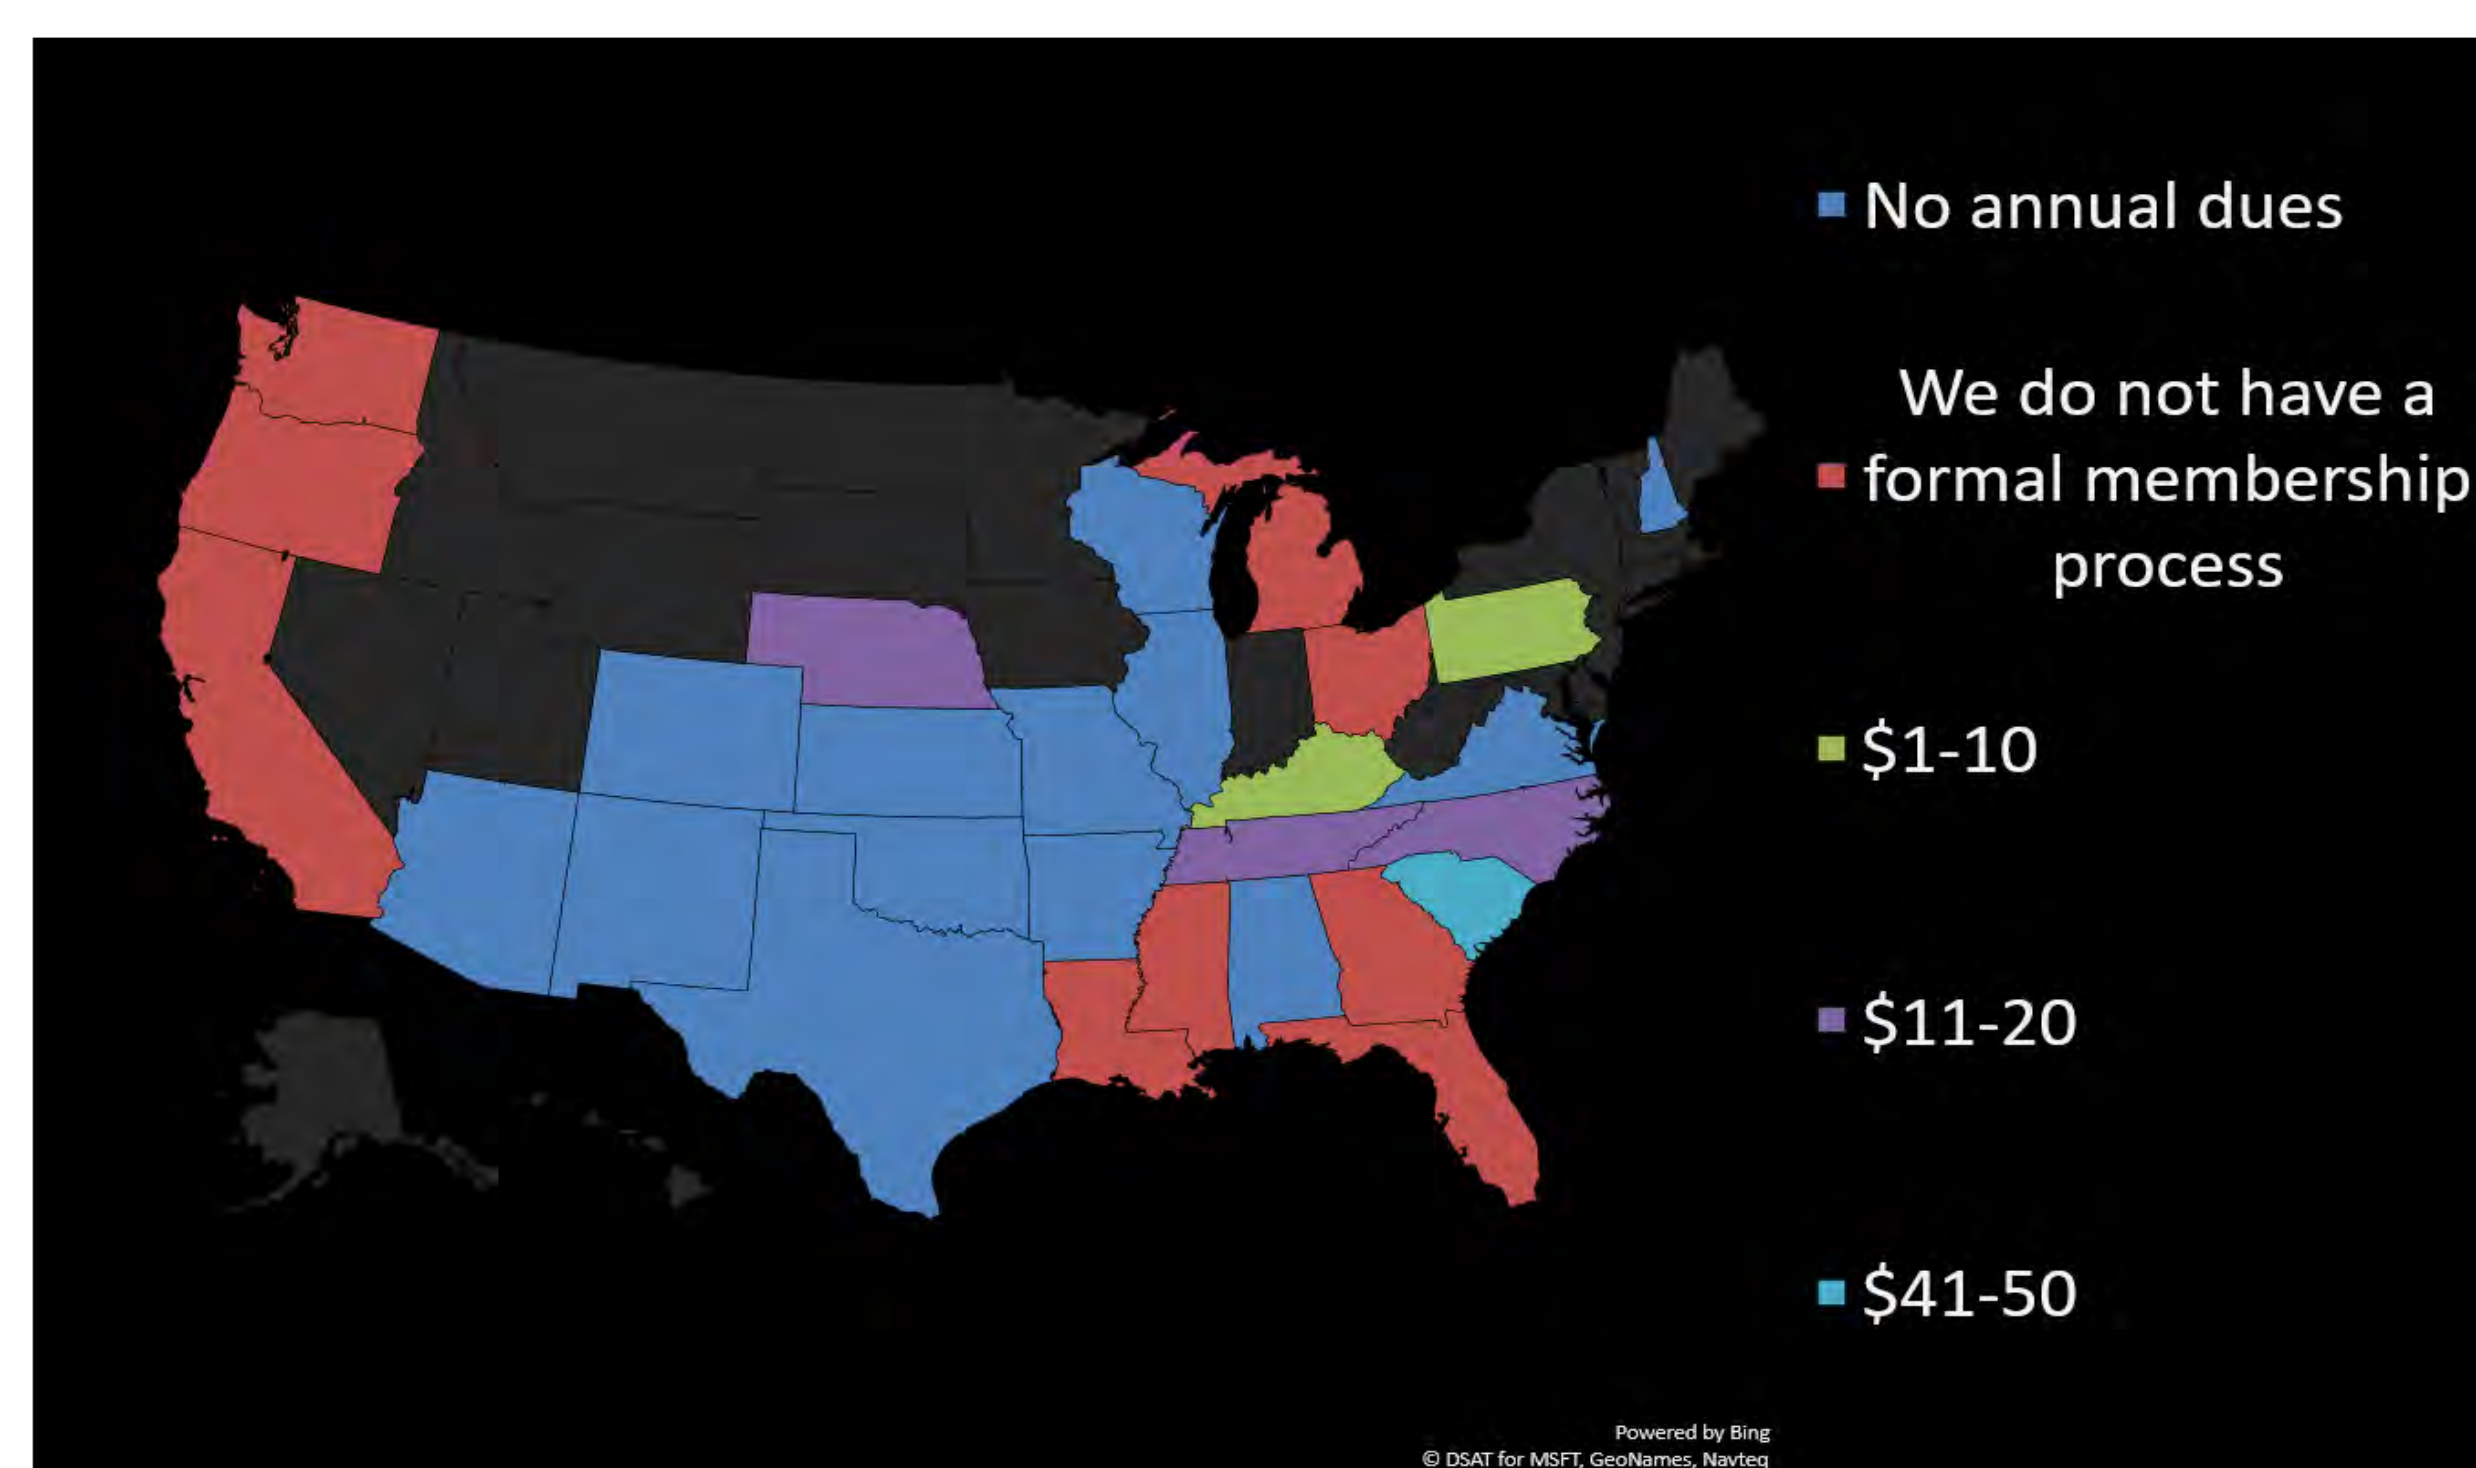 No annual dues
We do not have a
formal membership
process
$1-10
$11-20
$41-50
Powered by Bing
© DSAT for MSFT, GeoNames, Navteq